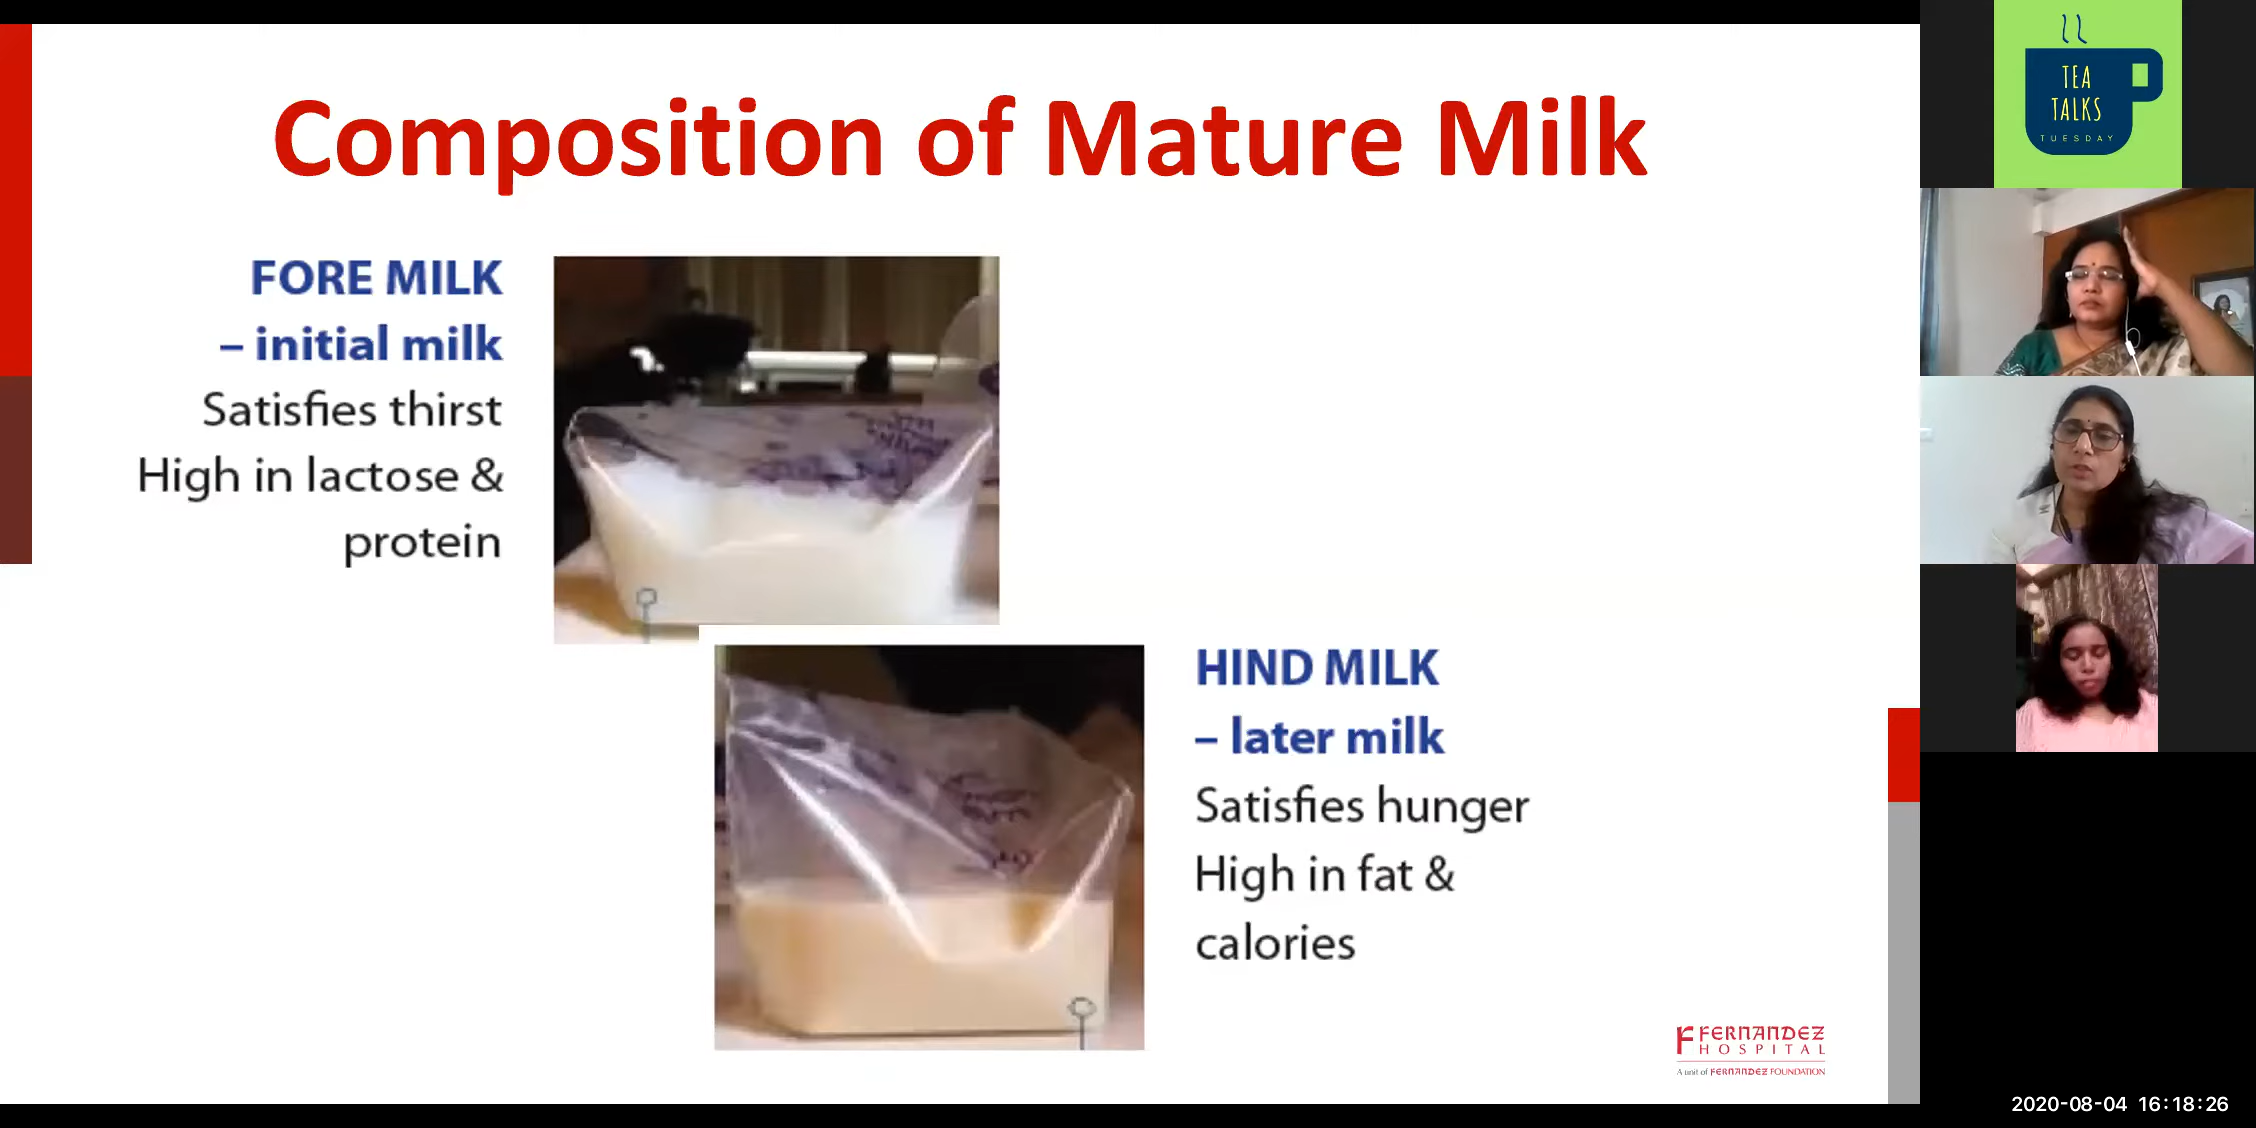 Composition of Mature Milk
FORE MILK
– initial milk
Satisfies thirst
High in lactose &
protein
HIND MILK
– later milk
Satisfies hunger
High in fat &
calories
FERNANDEZ
HOSPITAL
A unit of FERNANDEZ FOUNDATION
TEA
TALKS
TUESDAY
2020-08-04 16:18:26